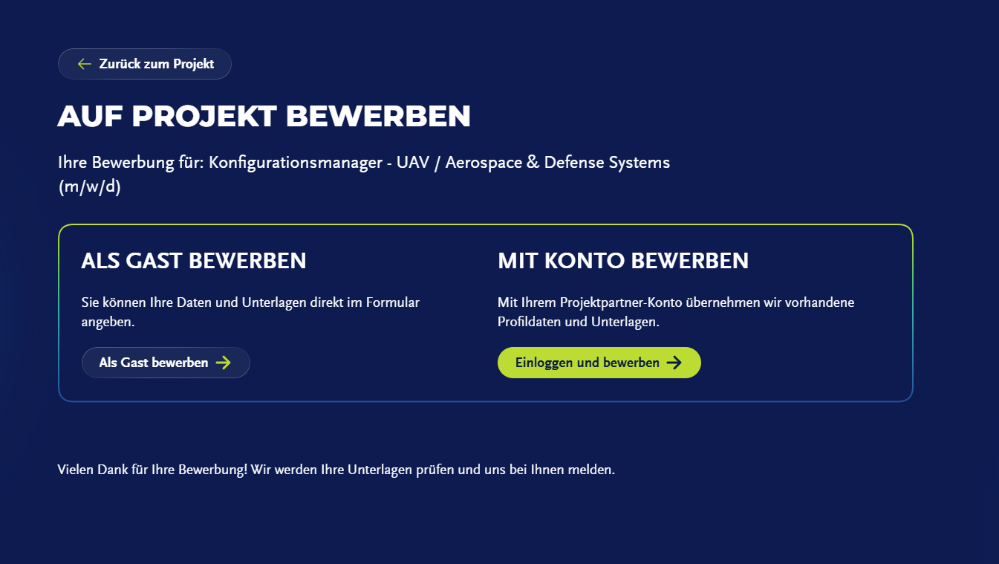 Zurück zum Projekt
AUF PROJEKT BEWERBEN
Ihre Bewerbung für: Konfigurationsmanager - UAV / Aerospace & Defense Systems
(m/w/d)
ALS GAST BEWERBEN
Sie können Ihre Daten und Unterlagen direkt im Formular
angeben.
Als Gast bewerben
MIT KONTO BEWERBEN
Mit Ihrem Projektpartner-Konto übernehmen wir vorhandene
Profildaten und Unterlagen.
Einloggen und bewerben
Vielen Dank für Ihre Bewerbung! Wir werden Ihre Unterlagen prüfen und uns bei Ihnen melden.